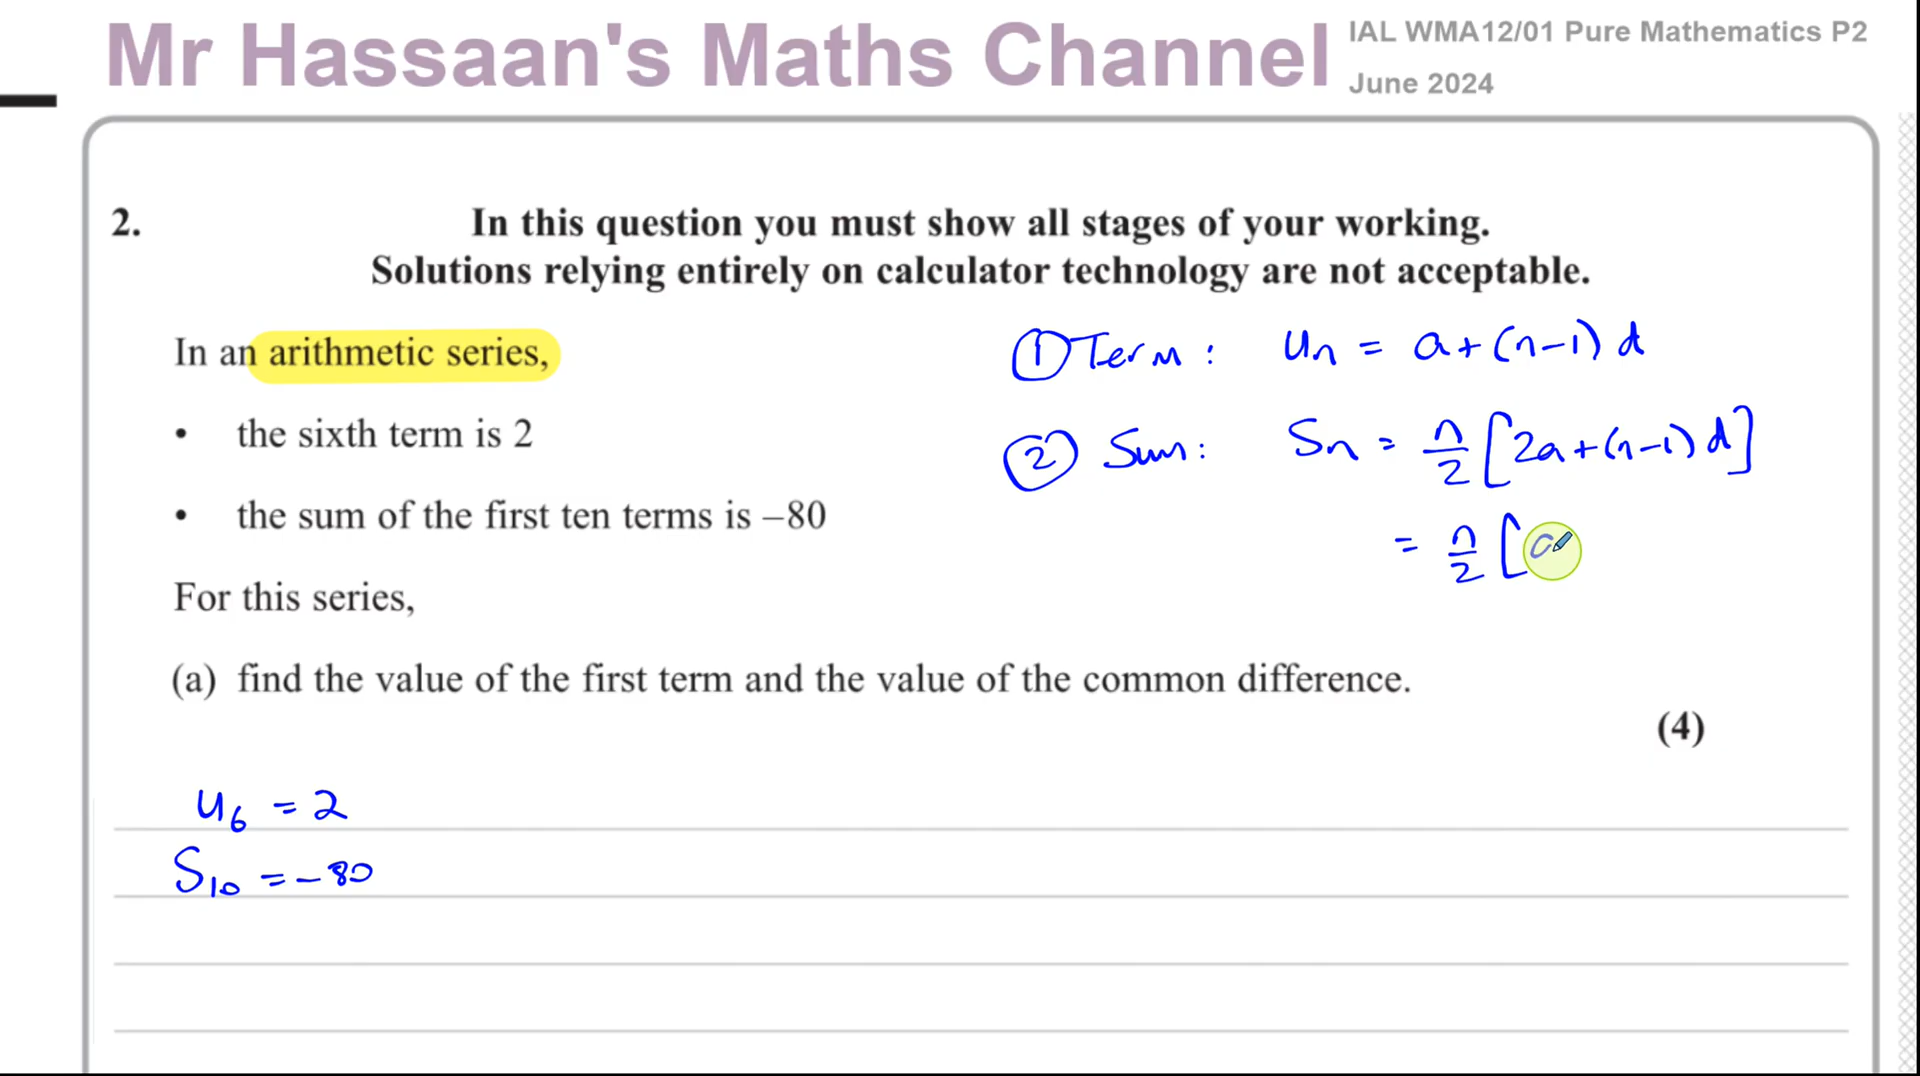 Mr Hassaan's Maths Channel
IAL WMA12/01 Pure Mathematics P2
June 2024
2. In this question you must show all stages of your working.
Solutions relying entirely on calculator technology are not acceptable.
In an arithmetic series,
• the sixth term is 2
• the sum of the first ten terms is –80
For this series,
(a) find the value of the first term and the value of the common difference.
(4)
① Term: Un = a+(n-1)d
② Sum: Sn = n/2 [2a+(n-1)d]
= n/2 [a
U6 = 2
S10 = -80